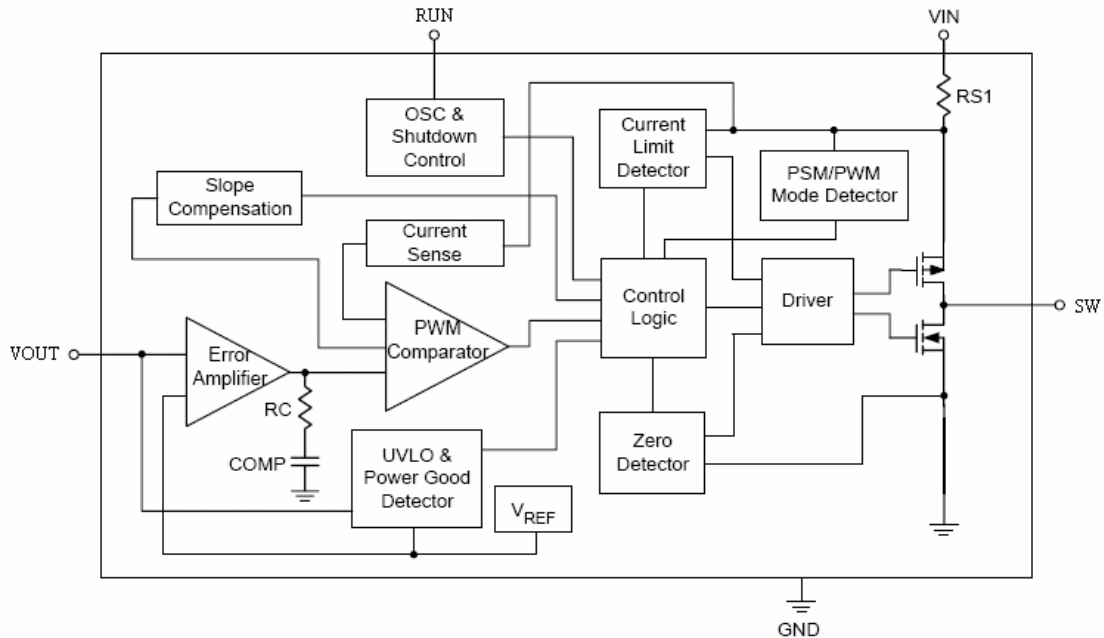 RUN
VIN
RS1
OSC &
Shutdown
Control
Current
Limit
Detector
PSM/PWM
Mode Detector
Slope
Compensation
Current
Sense
Control
Logic
Driver
SW
PWM
Comparator
VOUT
Error
Amplifier
RC
COMP
UVLO &
Power Good
Detector
VREF
Zero
Detector
GND